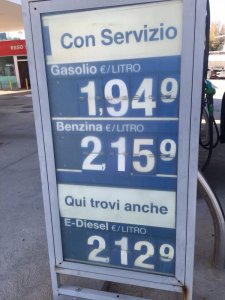 Con Servizio
Gasolio €/LITRO
1,949
Benzina €/LITRO
2,159
Qui trovi anche
E-Diesel €/LITRO
2,129